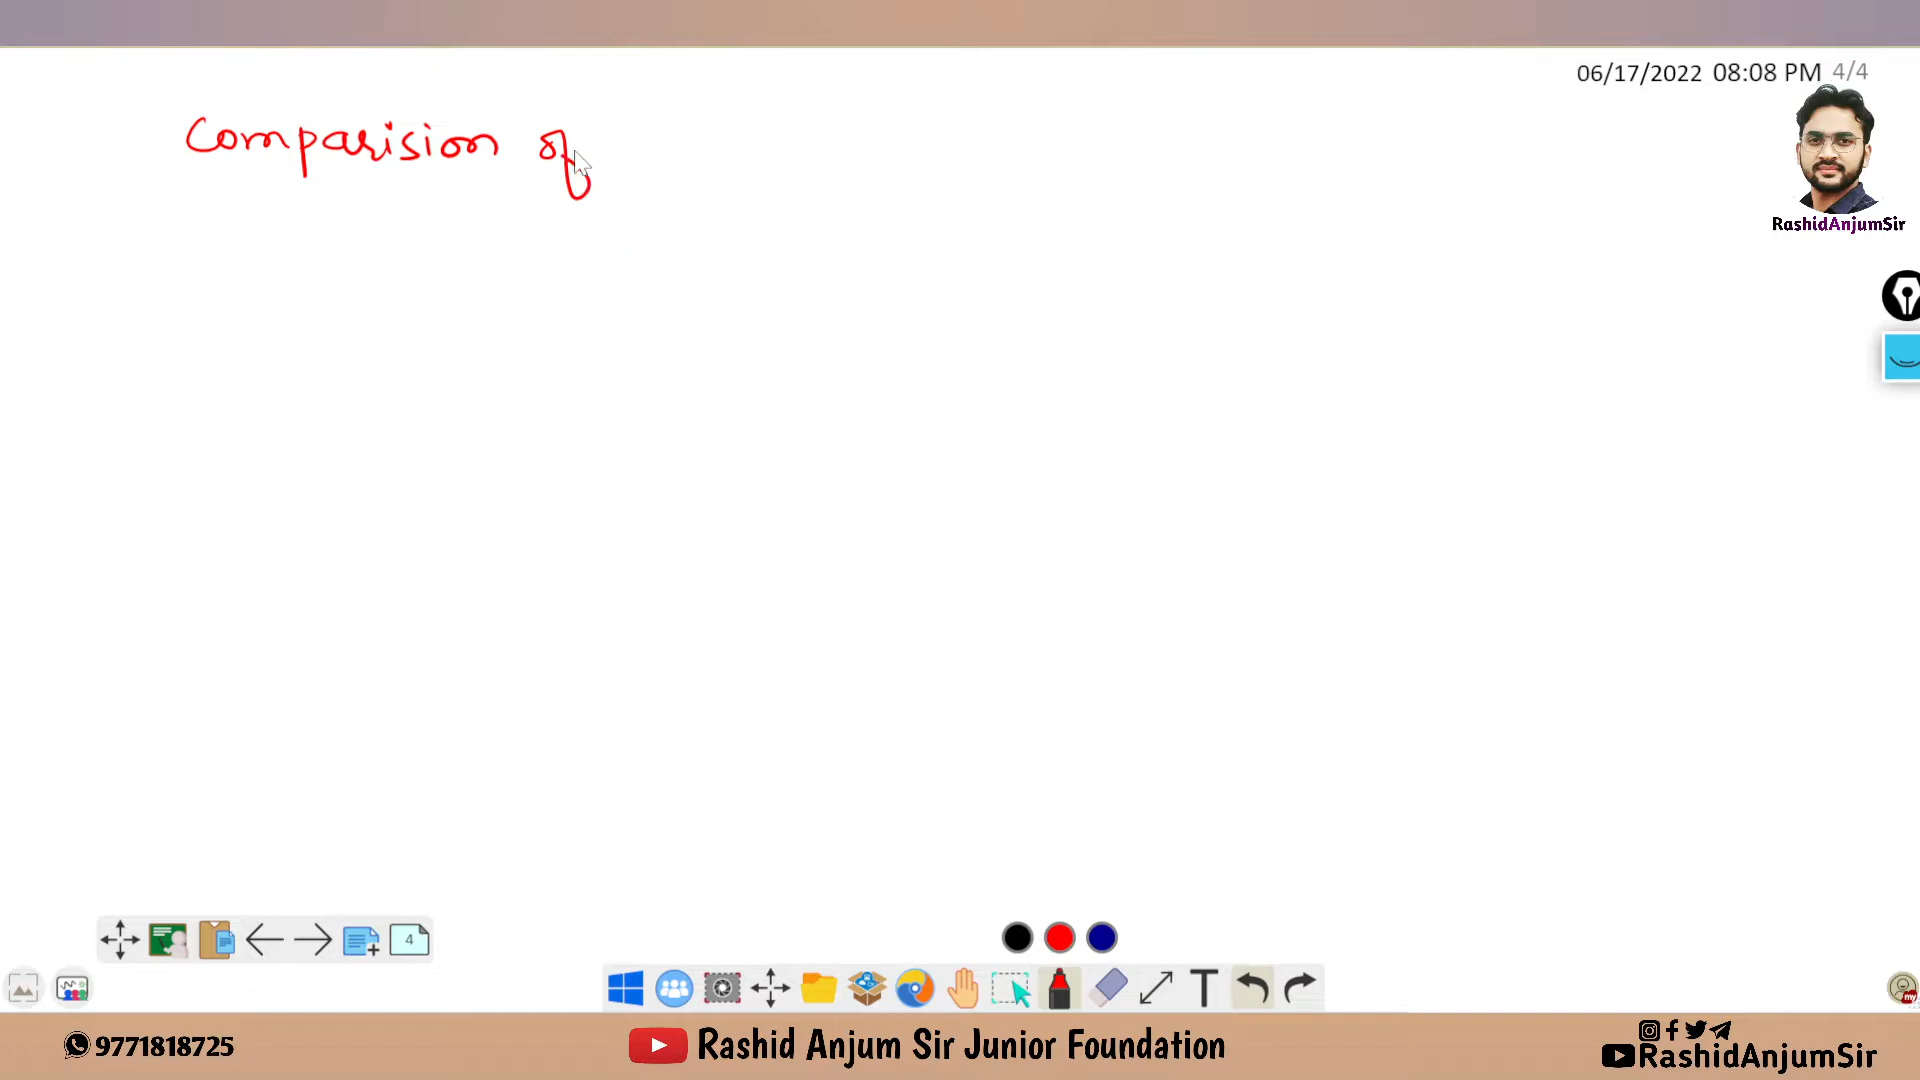 06/17/2022 08:08 PM 4/4
Comparision of
RashidAnjumSir
4
T
my
9771818725
Rashid Anjum Sir Junior Foundation
RashidAnjumSir